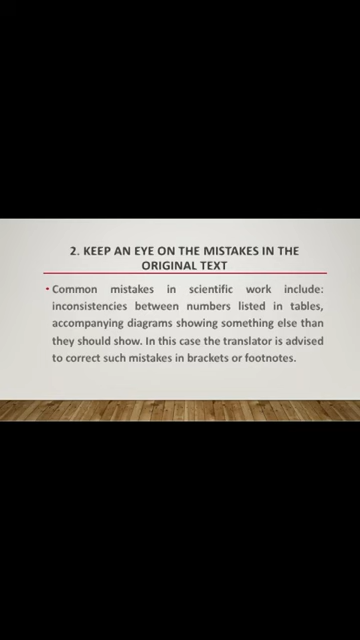 2. KEEP AN EYE ON THE MISTAKES IN THE
ORIGINAL TEXT
• Common mistakes in scientific work include:
inconsistencies between numbers listed in tables,
accompanying diagrams showing something else than
they should show. In this case the translator is advised
to correct such mistakes in brackets or footnotes.